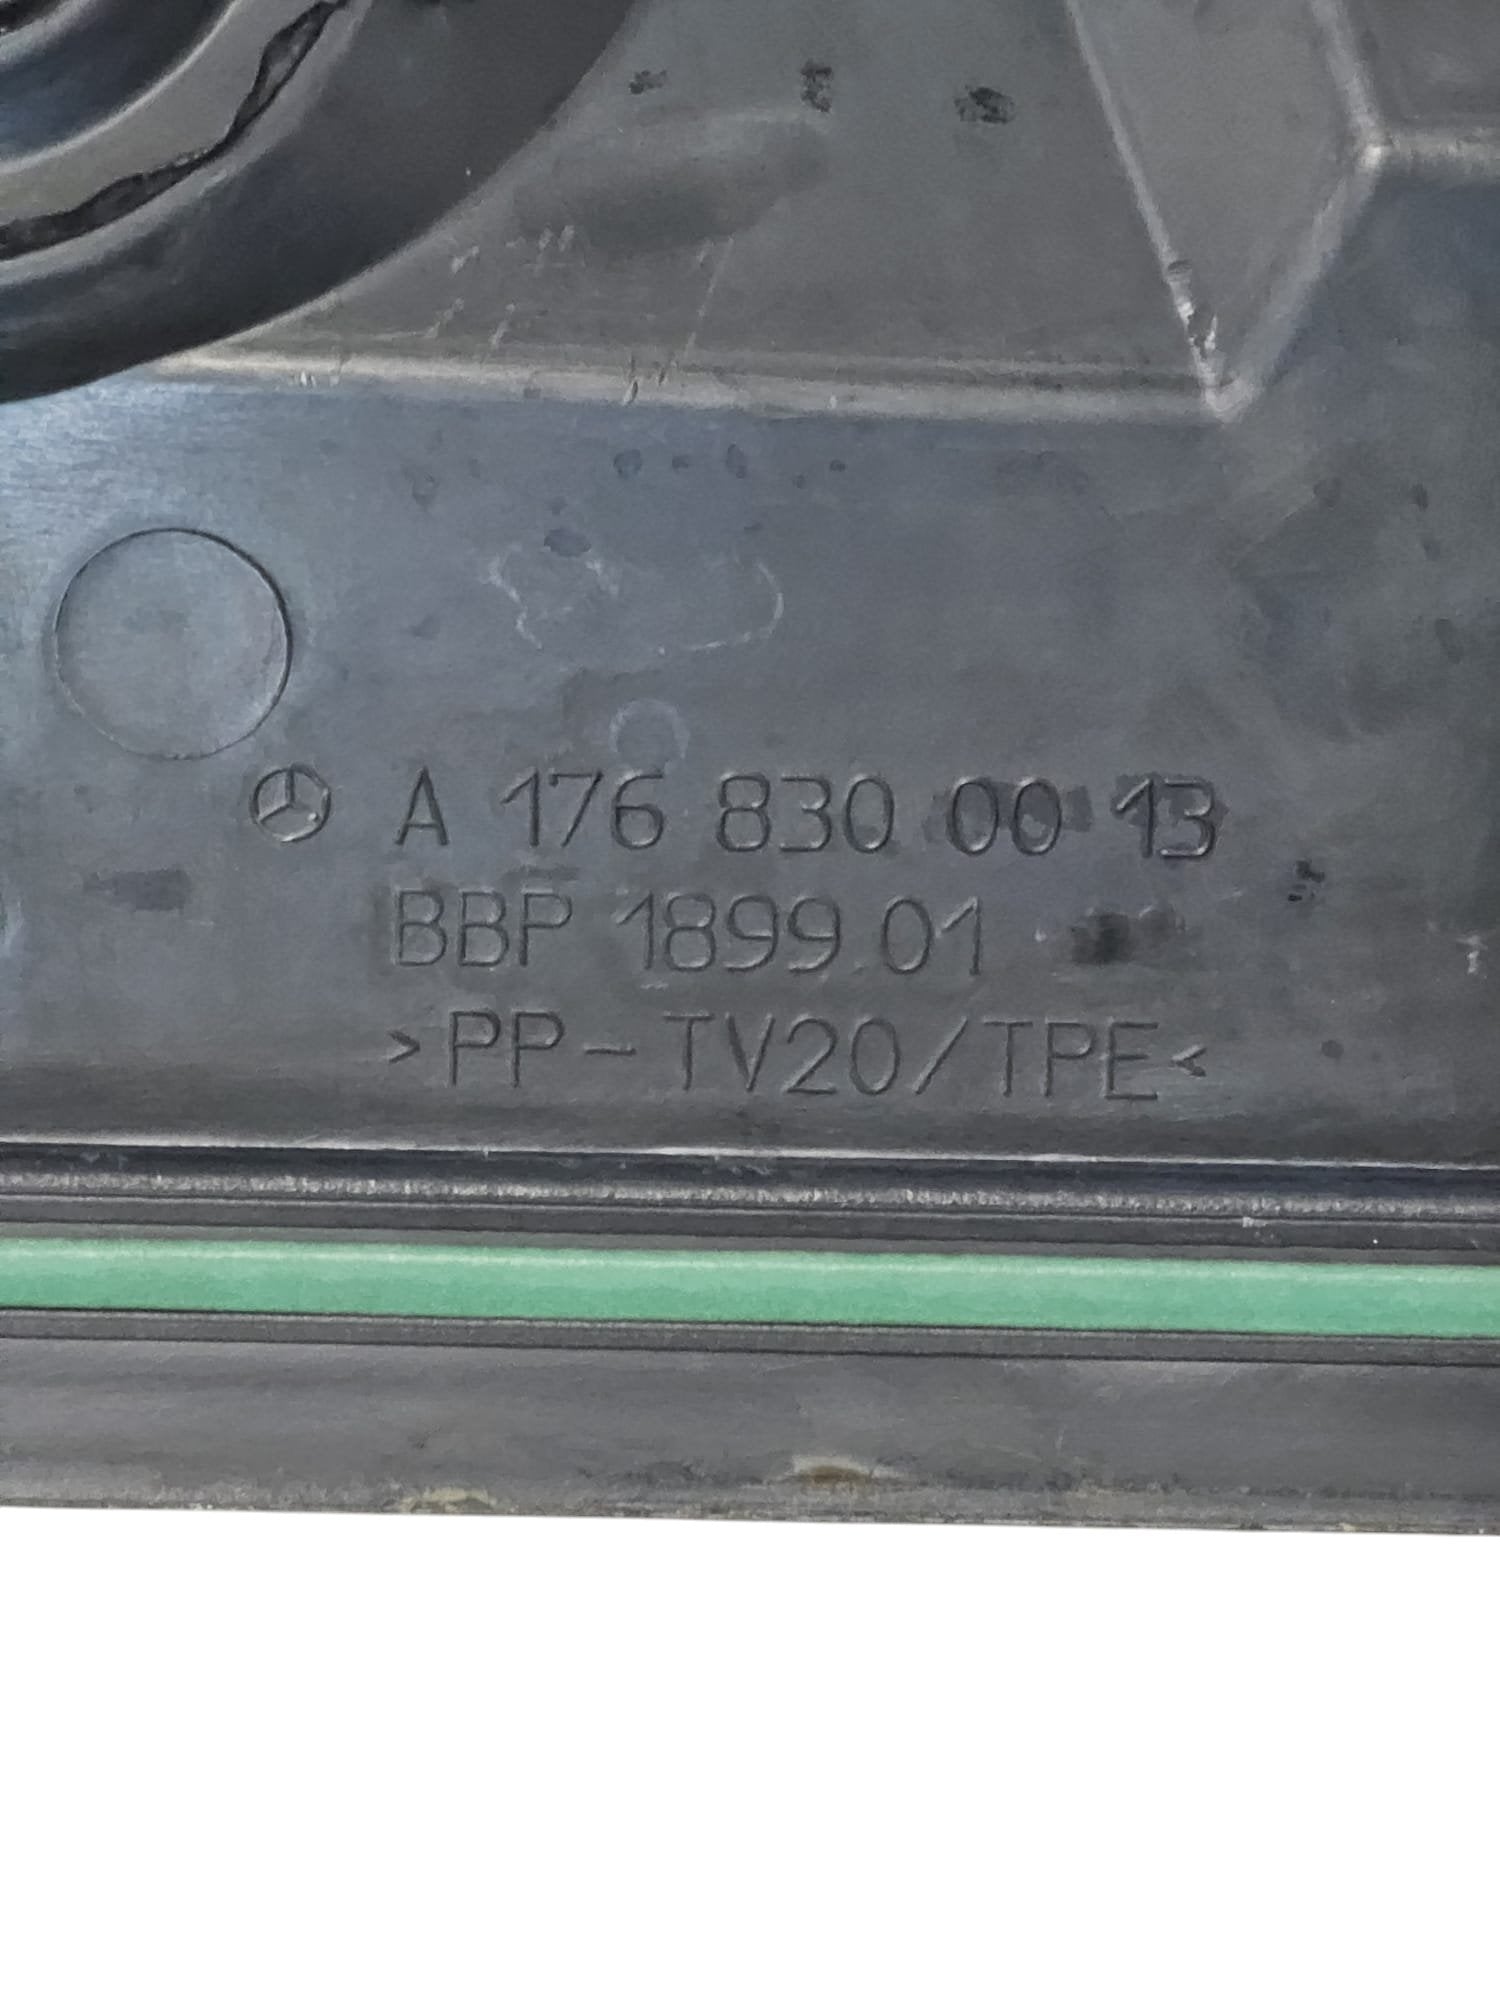 A 176 830 00 13
BBP 1899.01
>PP-TV20/TPE<